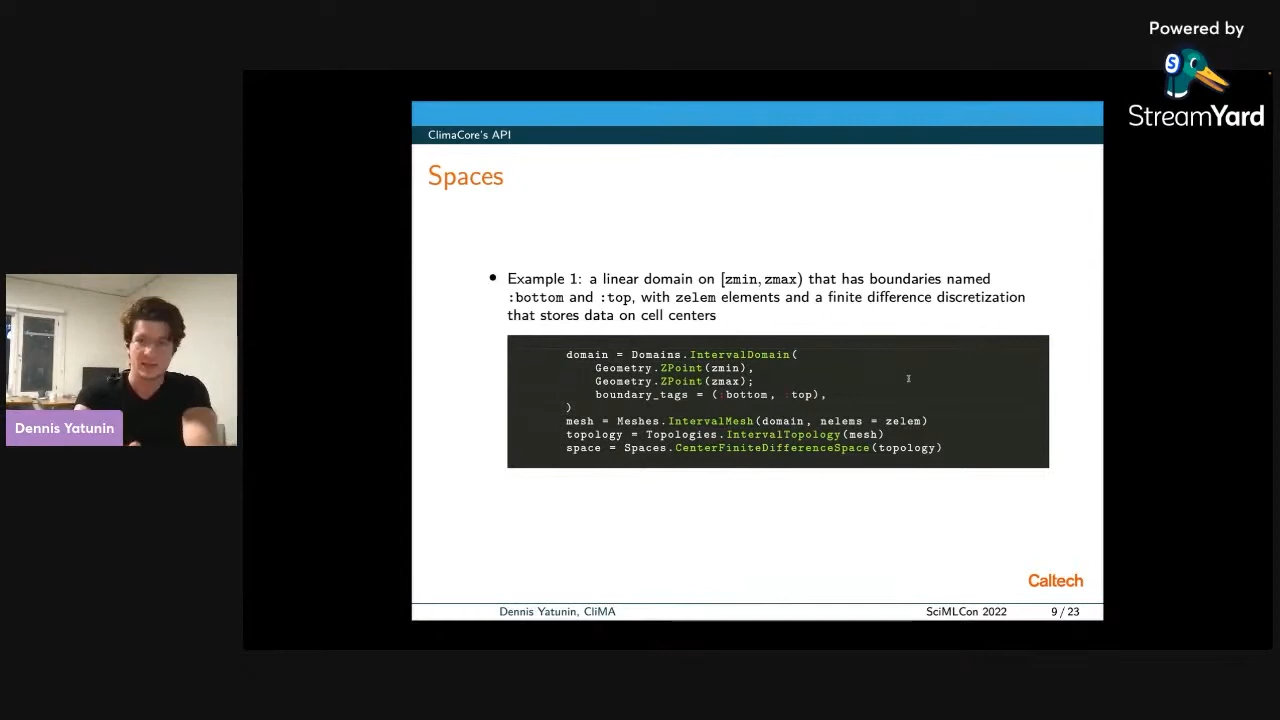 Powered by
S
StreamYard
ClimaCore's API
Spaces
• Example 1: a linear domain on [zmin, zmax) that has boundaries named
:bottom and :top, with zelem elements and a finite difference discretization
that stores data on cell centers
domain = Domains.IntervalDomain(
    Geometry.ZPoint(zmin),
    Geometry.ZPoint(zmax);
    boundary_tags = (:bottom, :top),
)
mesh = Meshes.IntervalMesh(domain, nelems = zelem)
topology = Topologies.IntervalTopology(mesh)
space = Spaces.CenterFiniteDifferenceSpace(topology)
Dennis Yatunin
Caltech
Dennis Yatunin, CliMA SciMLCon 2022 9 / 23